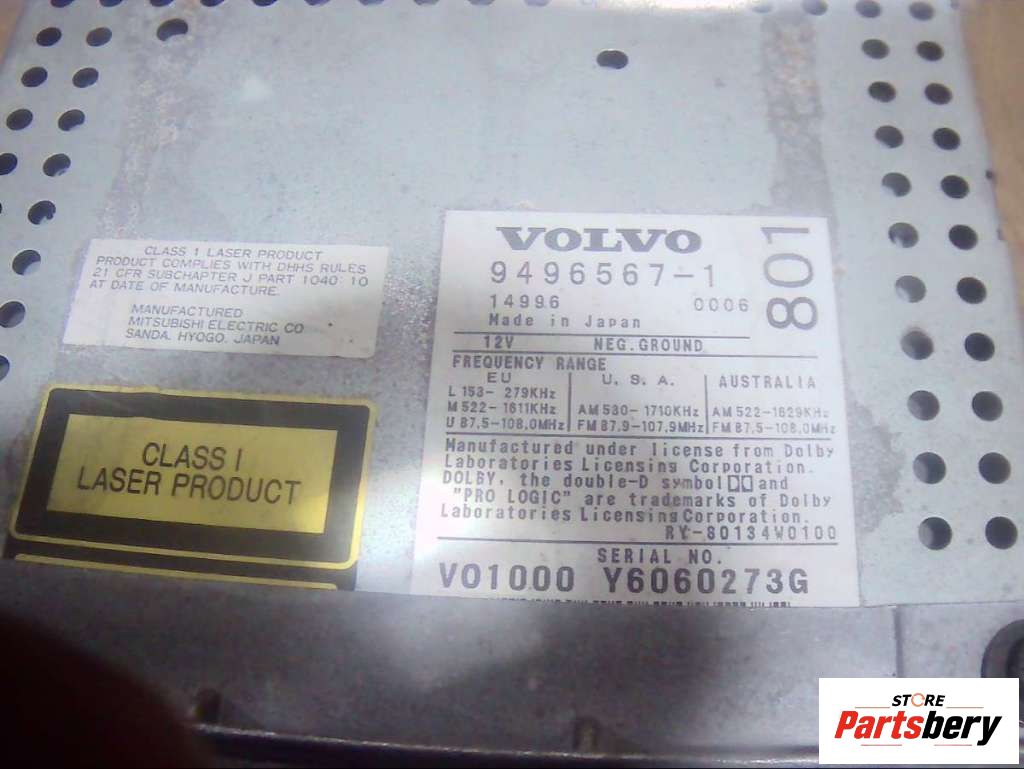 CLASS 1 LASER PRODUCT
PRODUCT COMPLIES WITH DHHS RULES
21 CFR SUBCHAPTER J PART 1040·10
AT DATE OF MANUFACTURE.
MANUFACTURED
MITSUBISHI ELECTRIC CO
SANDA, HYOGO, JAPAN
CLASS I
LASER PRODUCT
VOLVO
801
9496567-1
14996 0006
Made in Japan
12V NEG.GROUND
FREQUENCY RANGE
EU U.S.A. AUSTRALIA
L 153- 279KHz
M 522-1611KHz AM 530-1710KHz AM 522-1629KHz
U 87.5-108.0MHz FM 87.9-107.9MHz FM 87.5-108.0MHz
Manufactured under license from Dolby
Laboratories Licensing Corporation.
DOLBY, the double-D symbol and
"PRO LOGIC" are trademarks of Dolby
Laboratories Licensing Corporation.
RY-80134W0100
SERIAL NO.
VO1000 Y6060273G
STORE
Partsbery